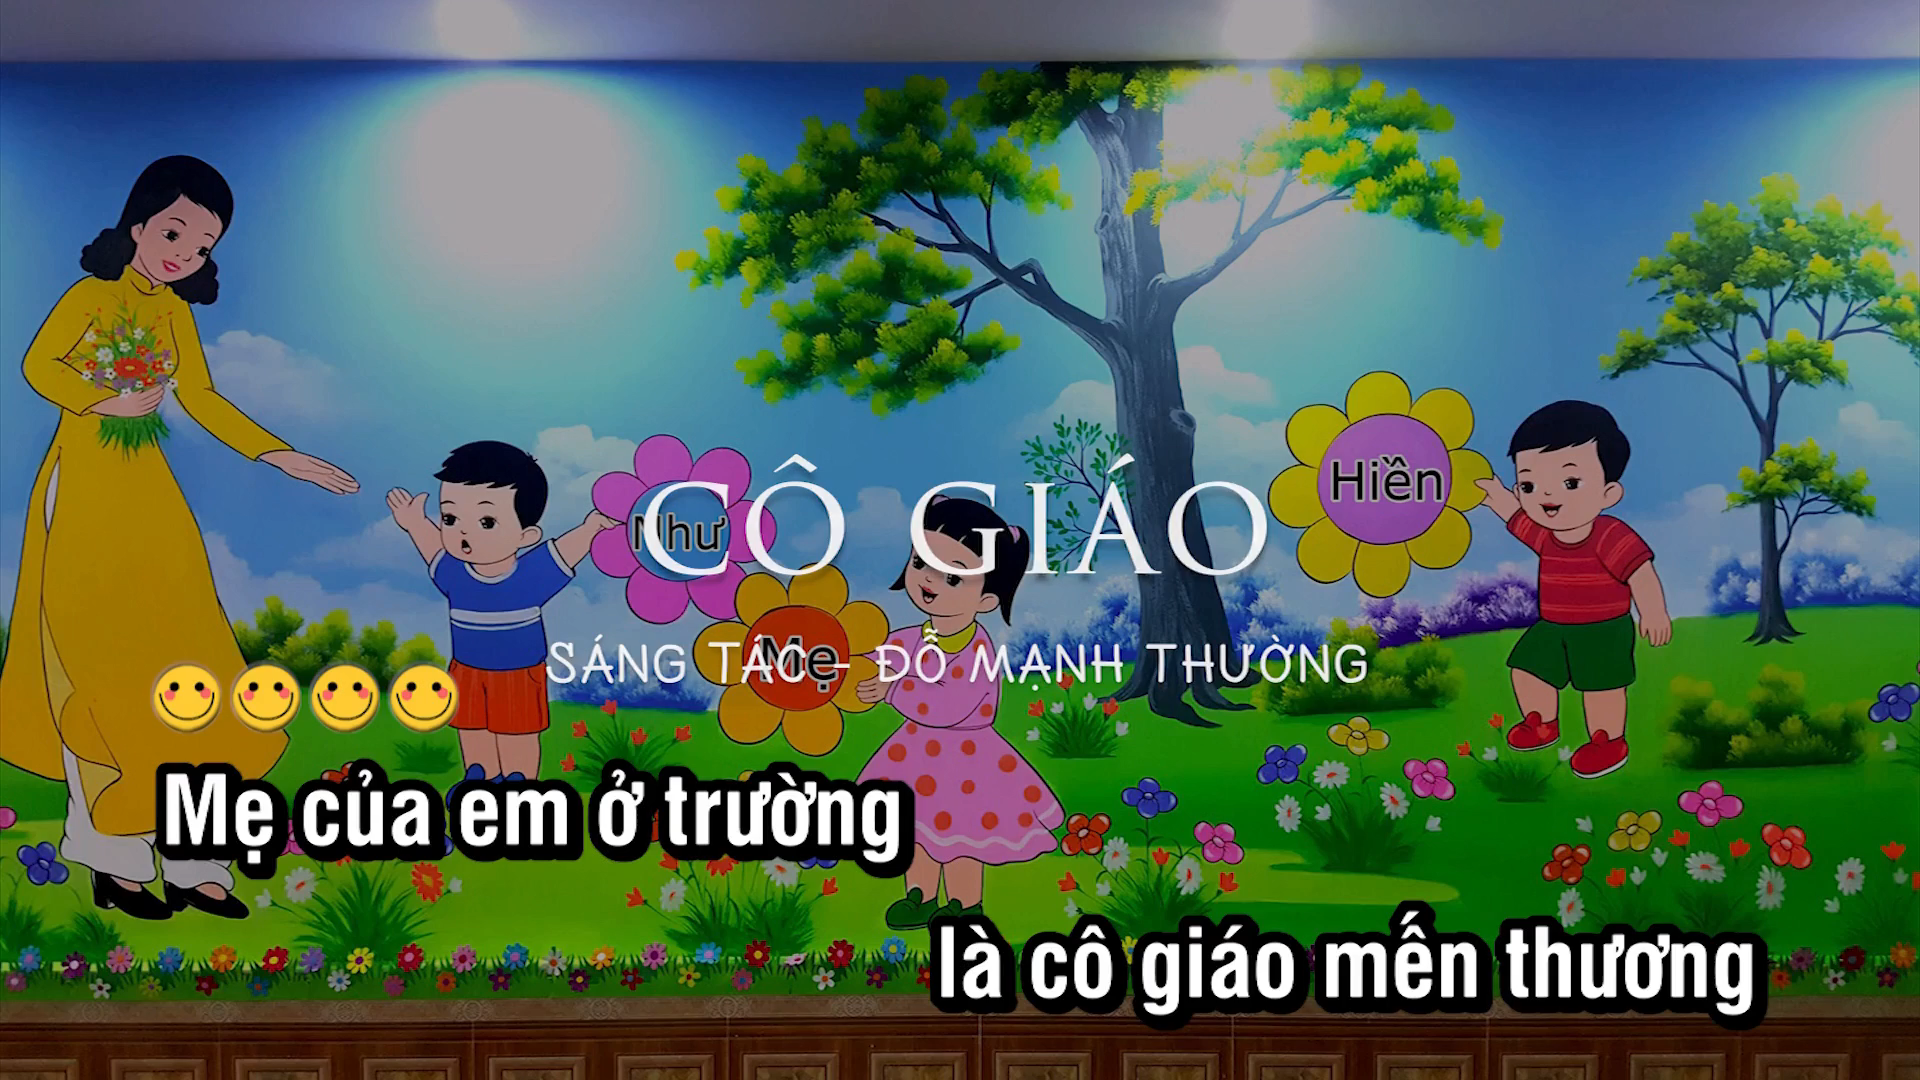 Hiền
Như
CÔ GIÁO
Mẹ
SÁNG TÁC - ĐỖ MẠNH THƯỜNG
Mẹ của em ở trường
là cô giáo mến thương